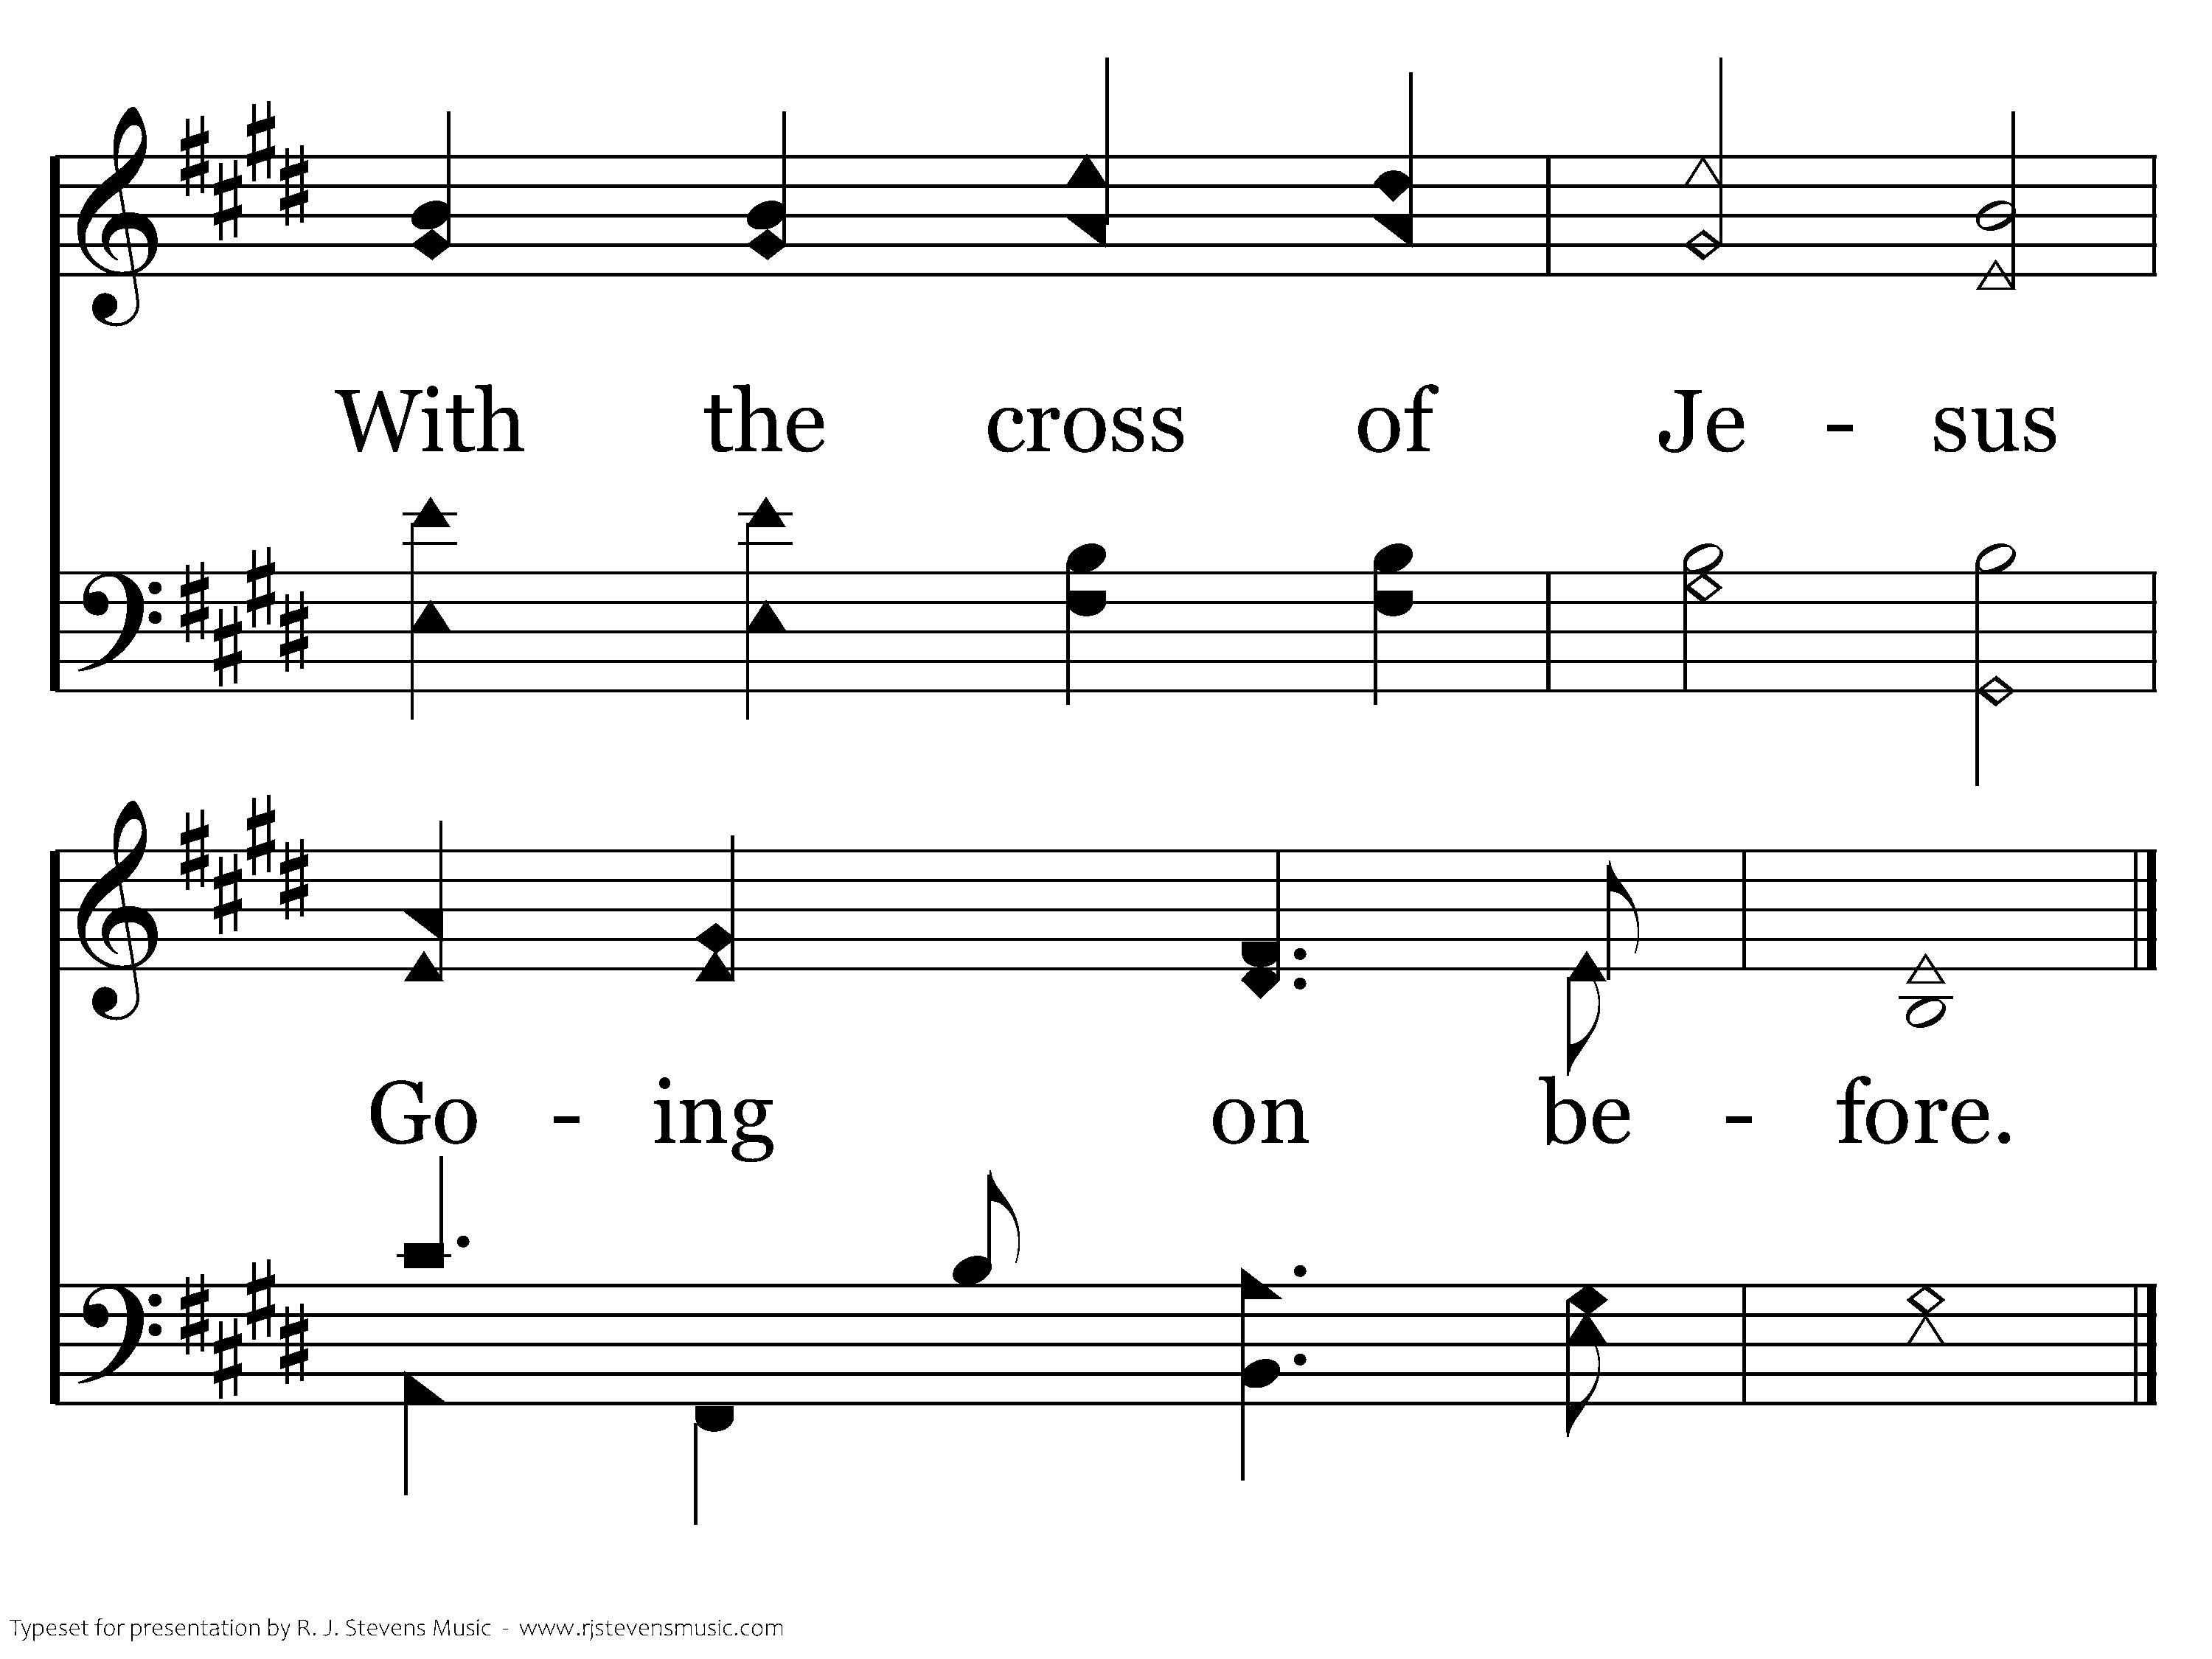 With the cross of Je - sus
Go - ing on be - fore.
Typeset for presentation by R. J. Stevens Music - www.rjstevensmusic.com